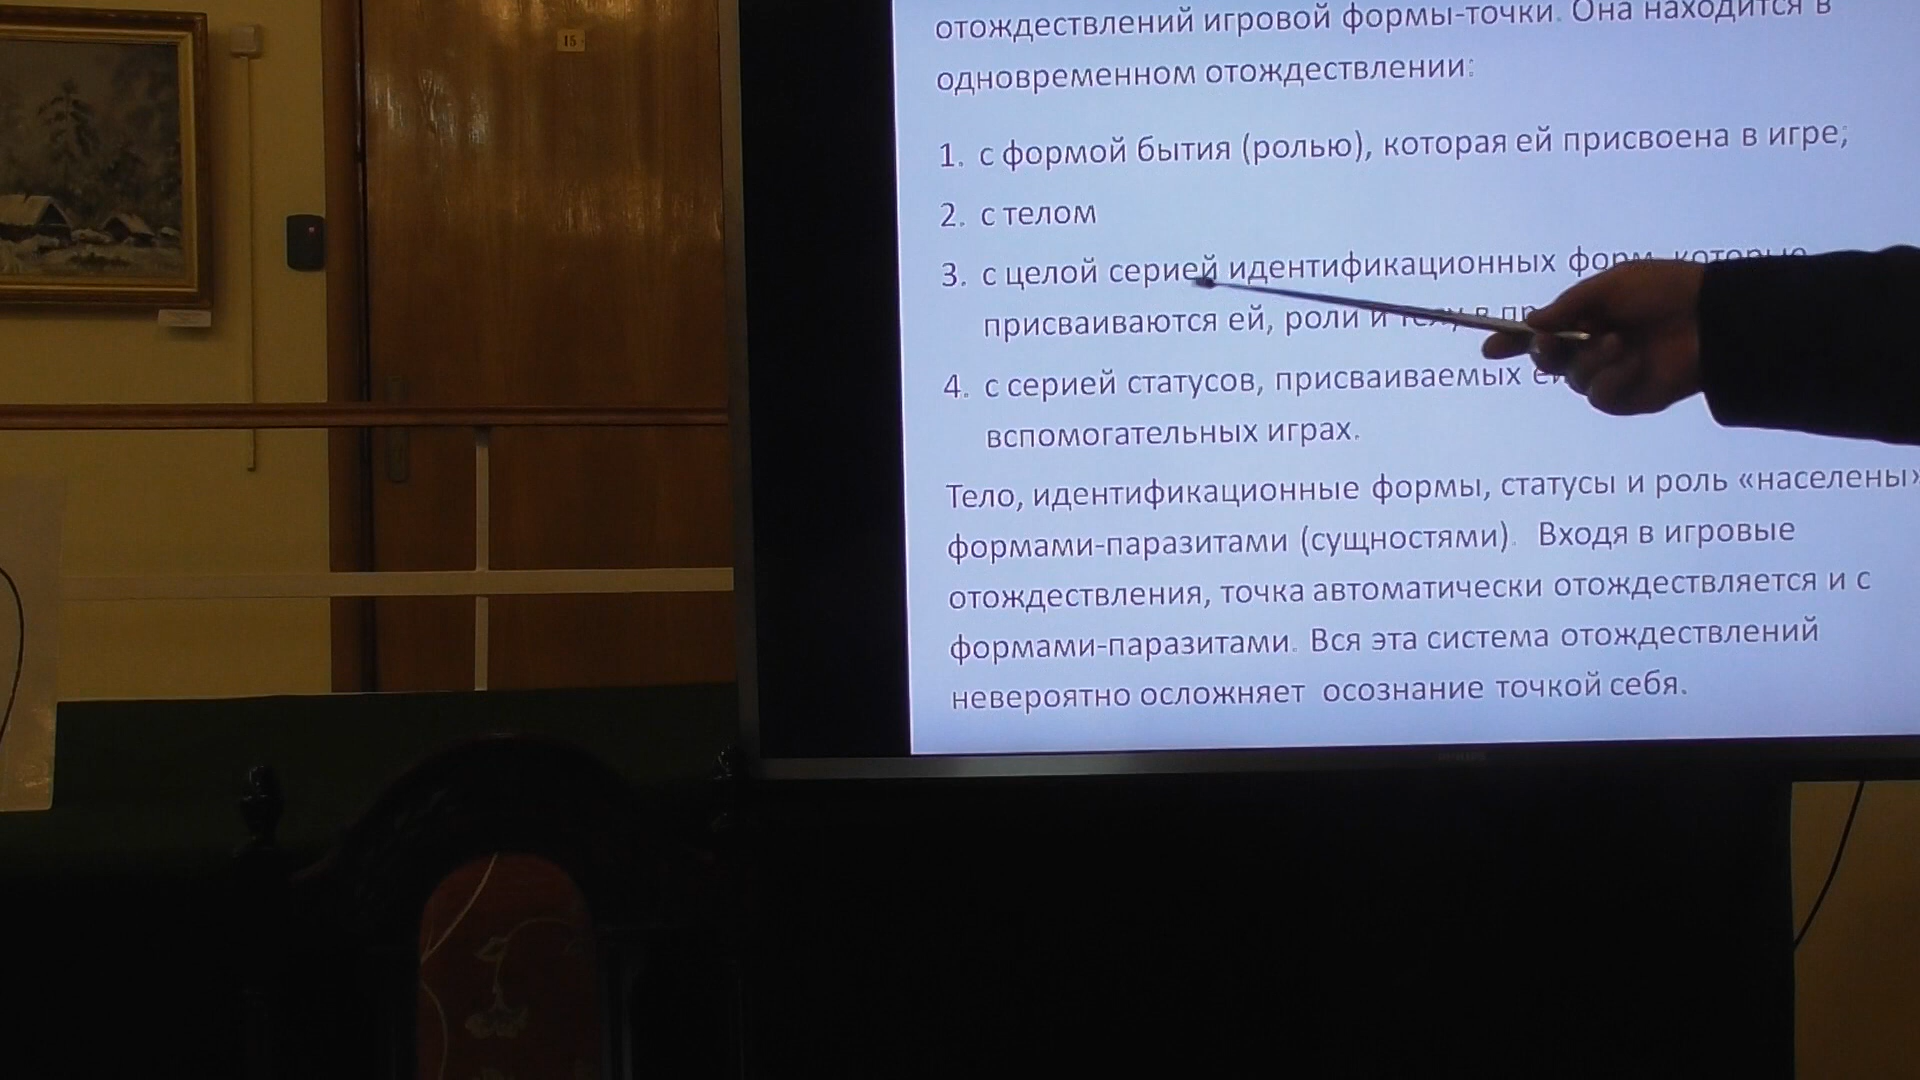 15
отождествлений игровой формы-точки. Она находится в
одновременном отождествлении:
1. с формой бытия (ролью), которая ей присвоена в игре;
2. с телом
3. с целой серией идентификационных форм, которые
присваиваются ей, роли и телу в
4. с серией статусов, присваиваемых
вспомогательных играх.
Тело, идентификационные формы, статусы и роль «населены»
формами-паразитами (сущностями). Входя в игровые
отождествления, точка автоматически отождествляется и с
формами-паразитами. Вся эта система отождествлений
невероятно осложняет осознание точкой себя.